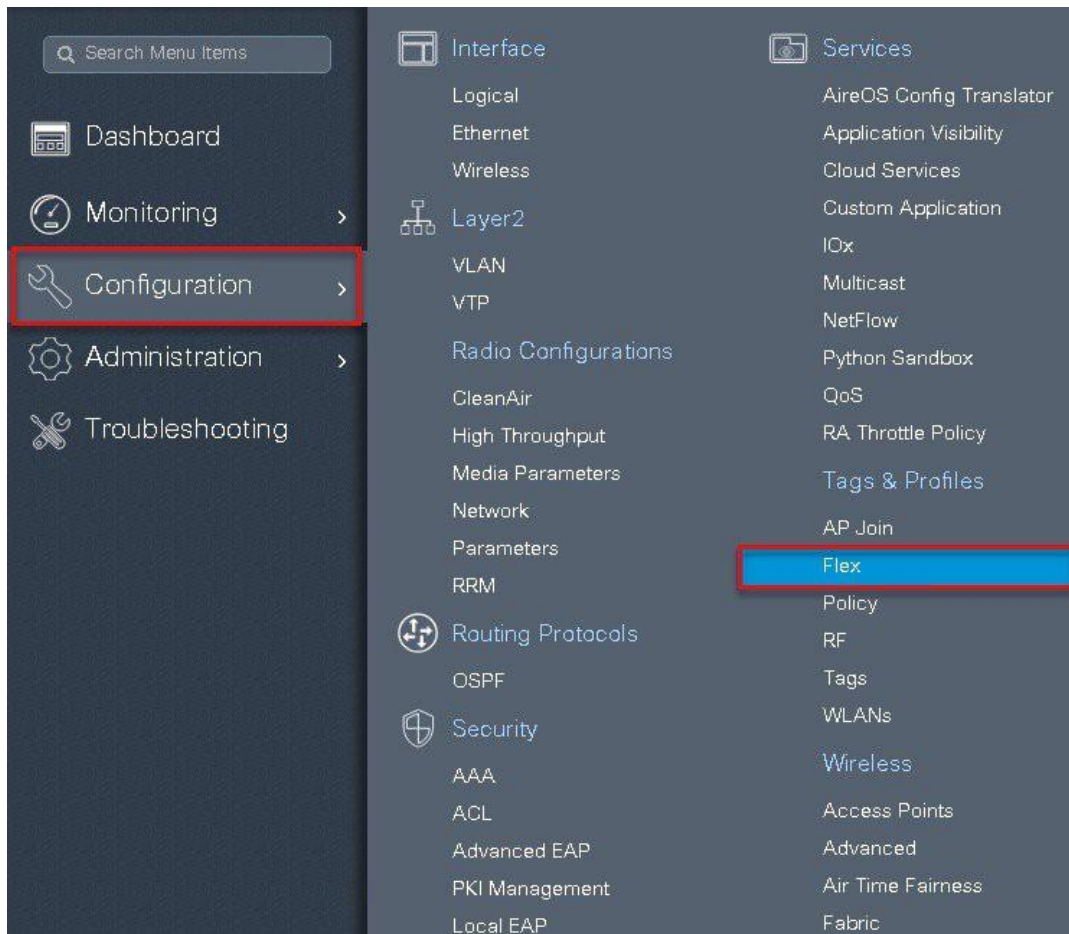 Search Menu Items
Dashboard
Monitoring
Configuration
Administration
Troubleshooting
Interface
Logical
Ethernet
Wireless
Layer2
VLAN
VTP
Radio Configurations
CleanAir
High Throughput
Media Parameters
Network
Parameters
RRM
Routing Protocols
OSPF
Security
AAA
ACL
Advanced EAP
PKI Management
Local EAP
Services
AireOS Config Translator
Application Visibility
Cloud Services
Custom Application
IOx
Multicast
NetFlow
Python Sandbox
QoS
RA Throttle Policy
Tags & Profiles
AP Join
Flex
Policy
RF
Tags
WLANs
Wireless
Access Points
Advanced
Air Time Fairness
Fabric